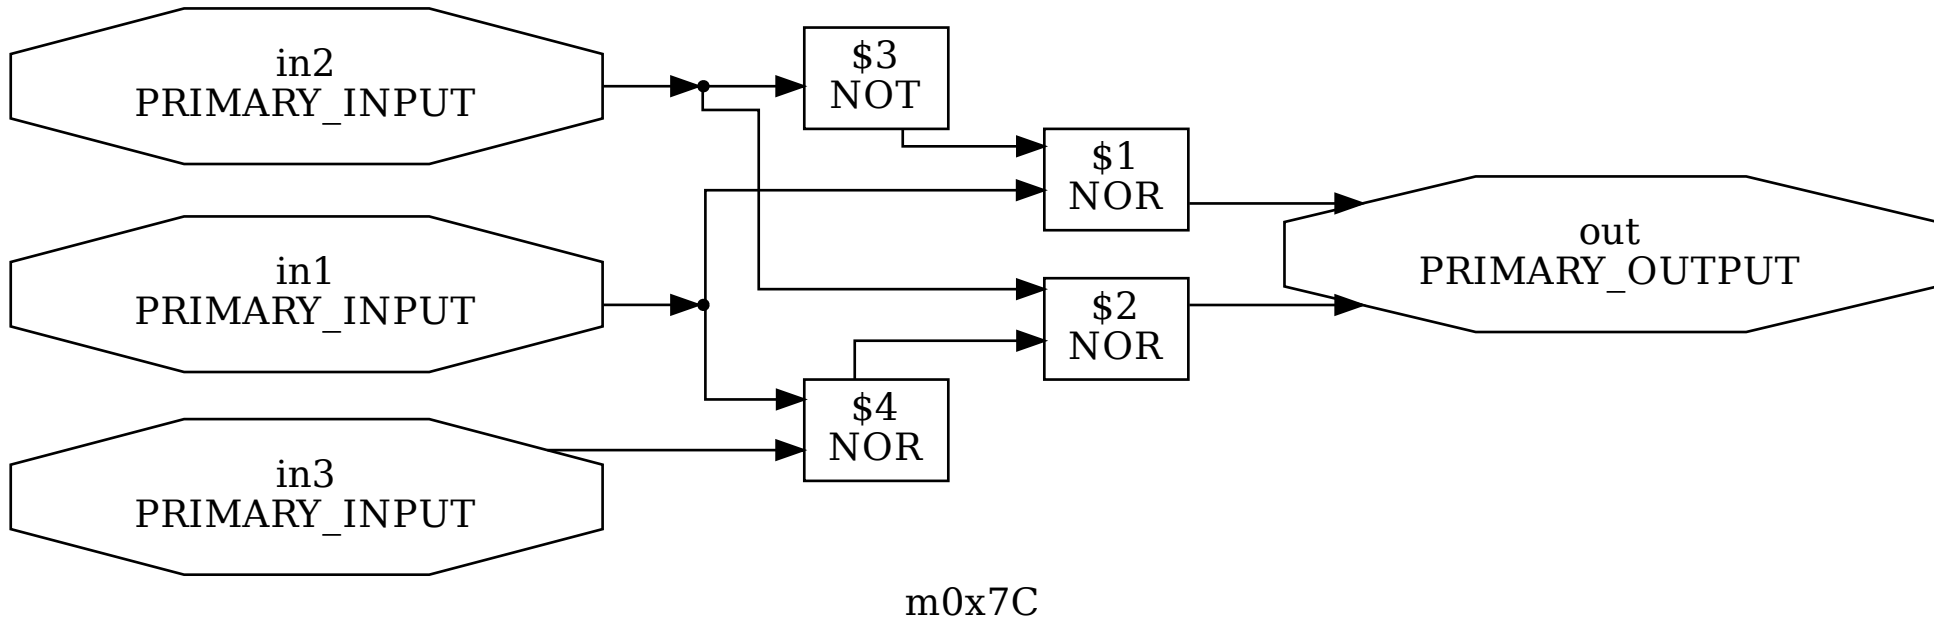 in2
PRIMARY_INPUT
$3
NOT
$1
NOR
in1
PRIMARY_INPUT
out
PRIMARY_OUTPUT
$2
NOR
$4
NOR
in3
PRIMARY_INPUT
m0x7C